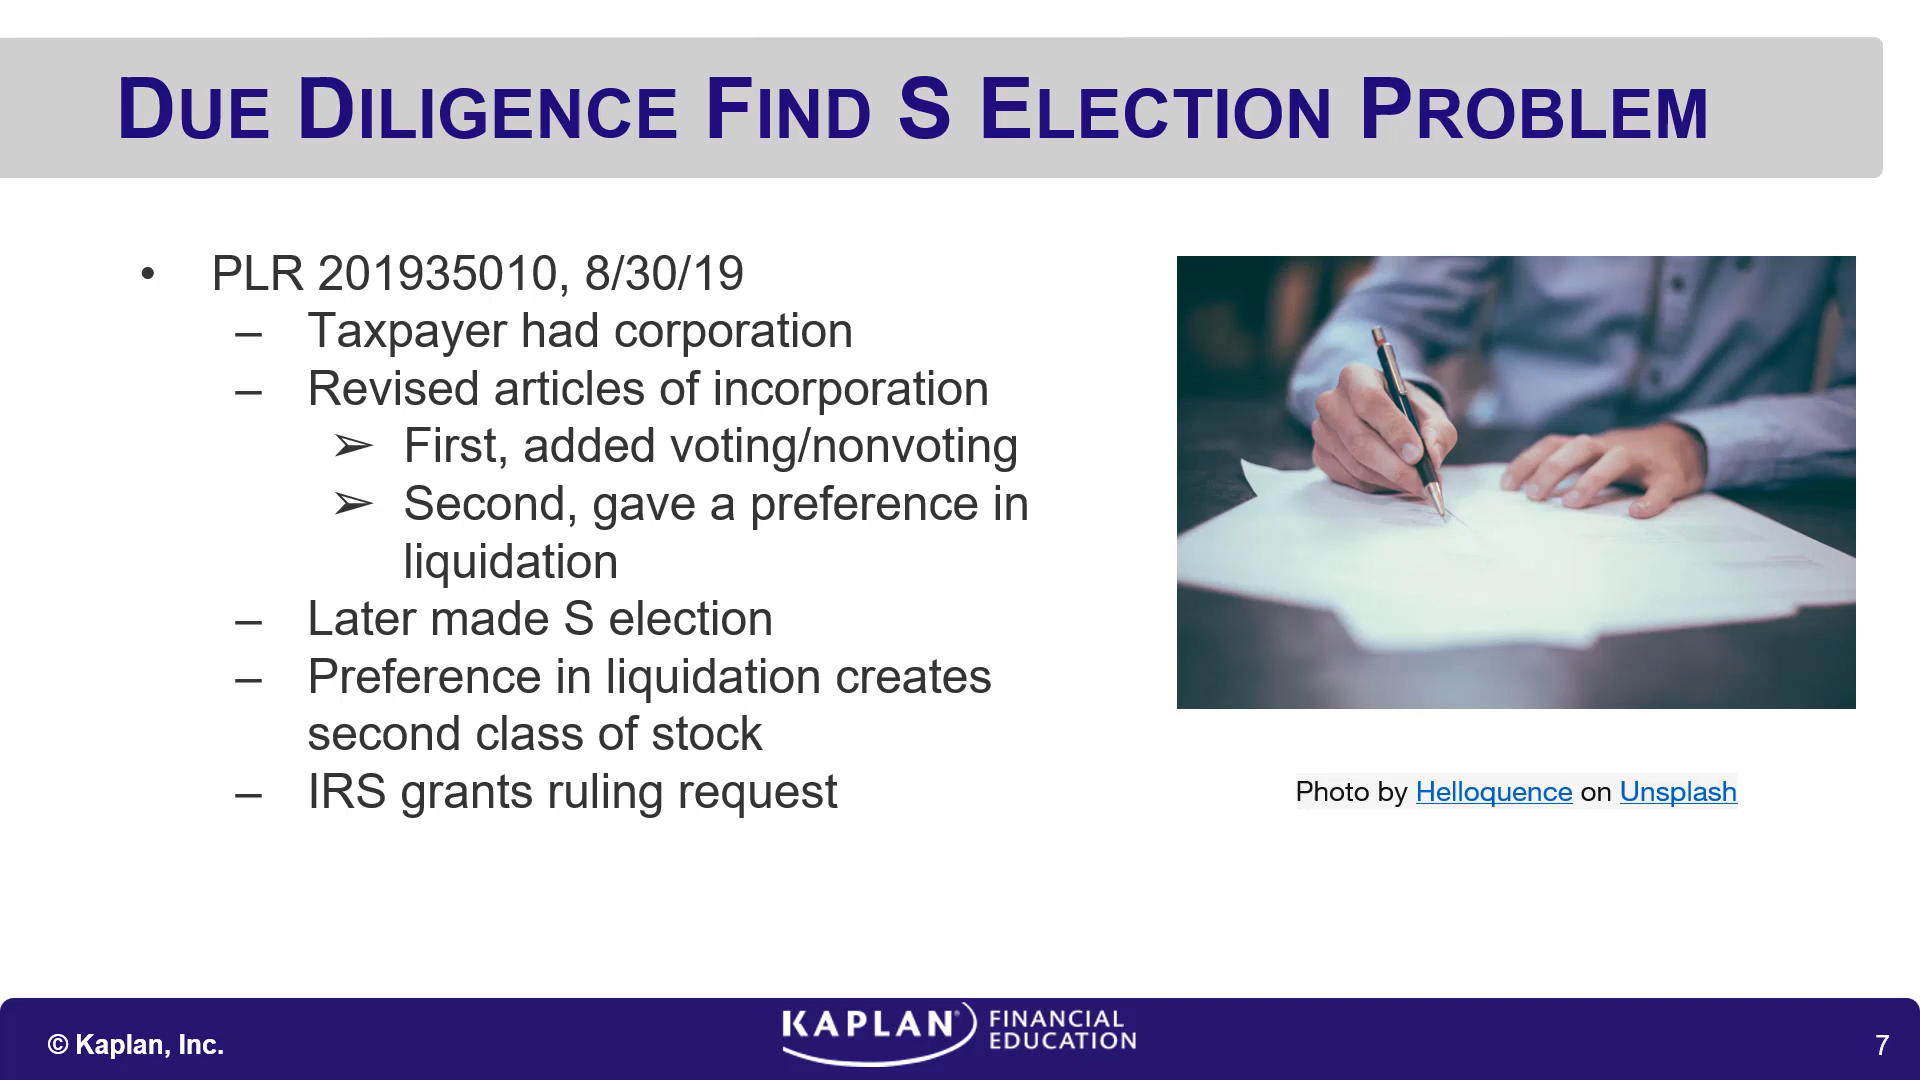 DUE DILIGENCE FIND S ELECTION PROBLEM
• PLR 201935010, 8/30/19
– Taxpayer had corporation
– Revised articles of incorporation
➢ First, added voting/nonvoting
➢ Second, gave a preference in
liquidation
– Later made S election
– Preference in liquidation creates
second class of stock
– IRS grants ruling request
Photo by Helloquence on Unsplash
© Kaplan, Inc.
KAPLAN® FINANCIAL
EDUCATION
7